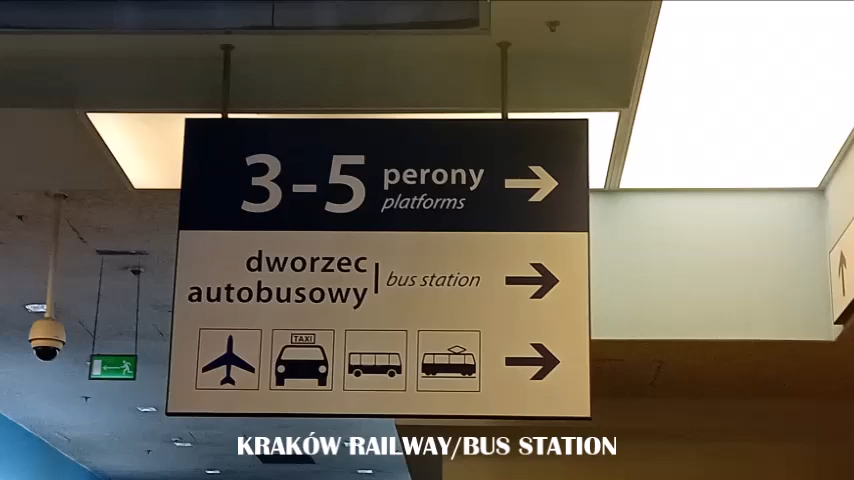 3-5 perony
platforms
dworzec
autobusowy | bus station
TAXI
KRAKÓW RAILWAY/BUS STATION